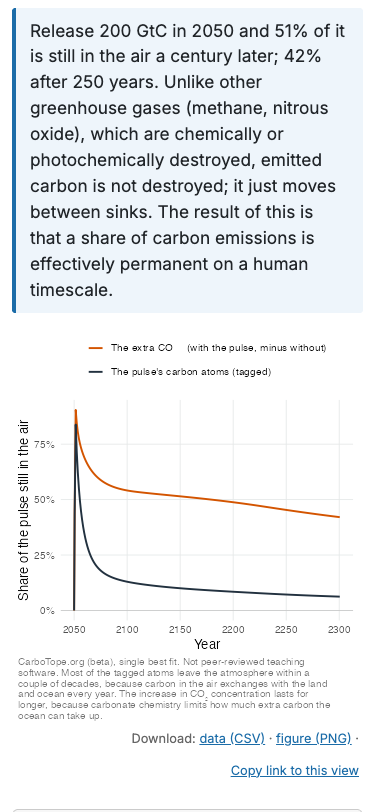 Release 200 GtC in 2050 and 51% of it
is still in the air a century later; 42%
after 250 years. Unlike other
greenhouse gases (methane, nitrous
oxide), which are chemically or
photochemically destroyed, emitted
carbon is not destroyed; it just moves
between sinks. The result of this is
that a share of carbon emissions is
effectively permanent on a human
timescale.
The extra CO (with the pulse, minus without)
The pulse's carbon atoms (tagged)
Share of the pulse still in the air
75%
50%
25%
0%
2050 2100 2150 2200 2250 2300
Year
CarboTope.org (beta), single best fit. Not peer-reviewed teaching
software. Most of the tagged atoms leave the atmosphere within a
couple of decades, because carbon in the air exchanges with the land
and ocean every year. The increase in CO₂ concentration lasts for
longer, because carbonate chemistry limits how much extra carbon the
ocean can take up.
Download: data (CSV) · figure (PNG) ·
Copy link to this view